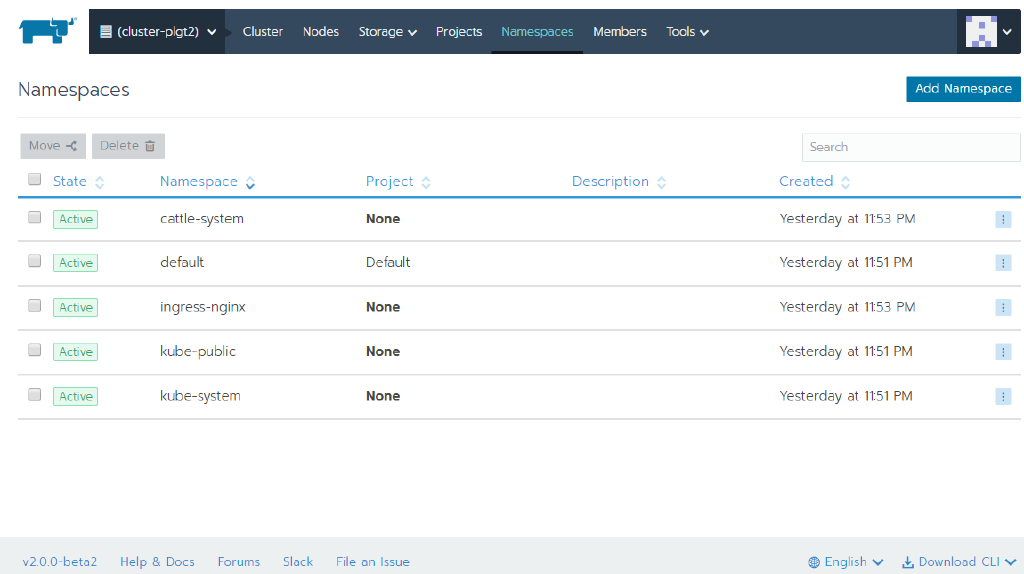 (cluster-plgt2) Cluster Nodes Storage Projects Namespaces Members Tools
Namespaces Add Namespace
Move Delete Search
State Namespace Project Description Created
Active cattle-system None Yesterday at 11:53 PM
Active default Default Yesterday at 11:51 PM
Active ingress-nginx None Yesterday at 11:53 PM
Active kube-public None Yesterday at 11:51 PM
Active kube-system None Yesterday at 11:51 PM
v2.0.0-beta2 Help & Docs Forums Slack File an Issue English Download CLI